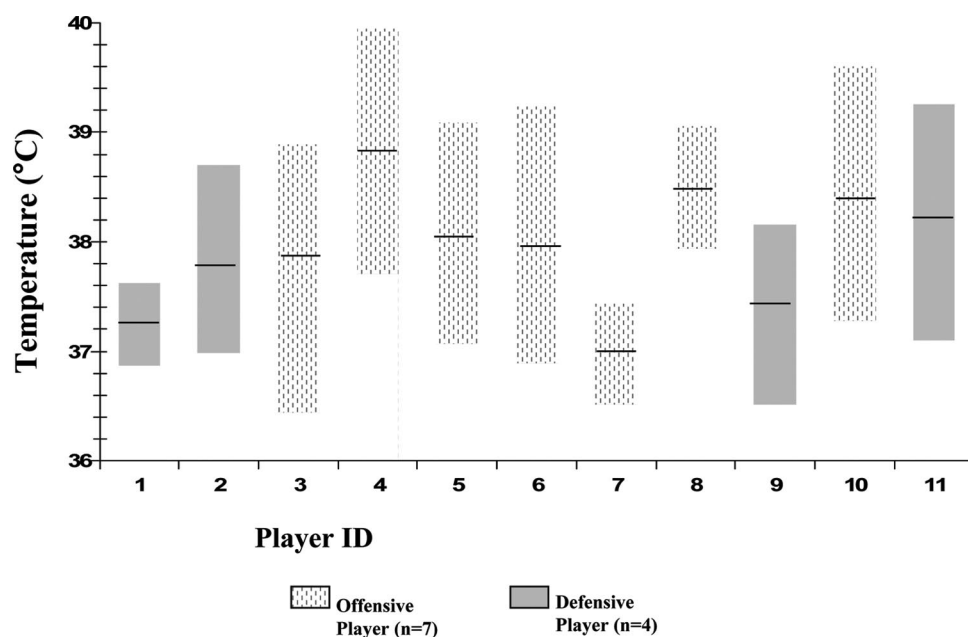 Temperature (°C)
40
39
38
37
36
1 2 3 4 5 6 7 8 9 10 11
Player ID
Offensive
Player (n=7)
Defensive
Player (n=4)